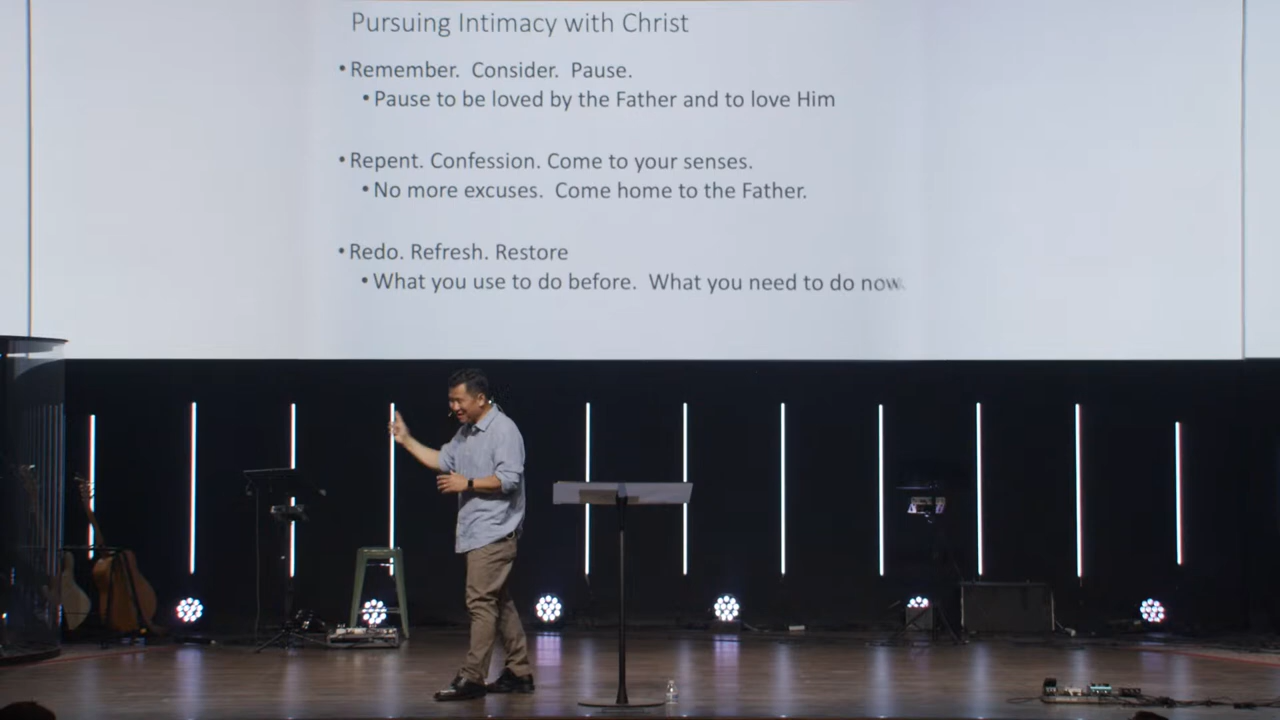 Pursuing Intimacy with Christ
• Remember. Consider. Pause.
• Pause to be loved by the Father and to love Him
• Repent. Confession. Come to your senses.
• No more excuses. Come home to the Father.
• Redo. Refresh. Restore
• What you use to do before. What you need to do now.